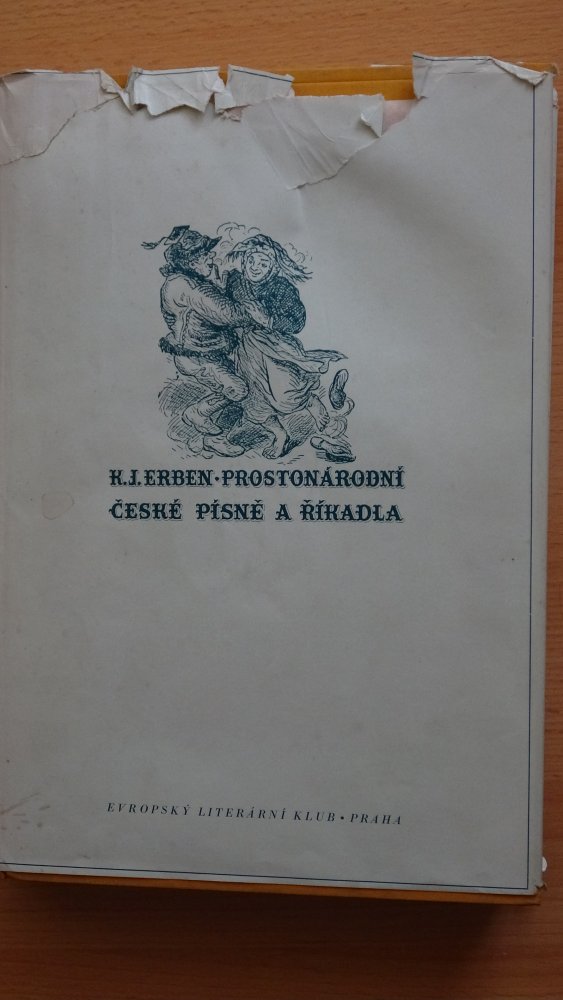 K.J.ERBEN·PROSTONÁRODNÍ
ČESKÉ PÍSNĚ A ŘÍKADLA
EVROPSKÝ LITERÁRNÍ KLUB • PRAHA